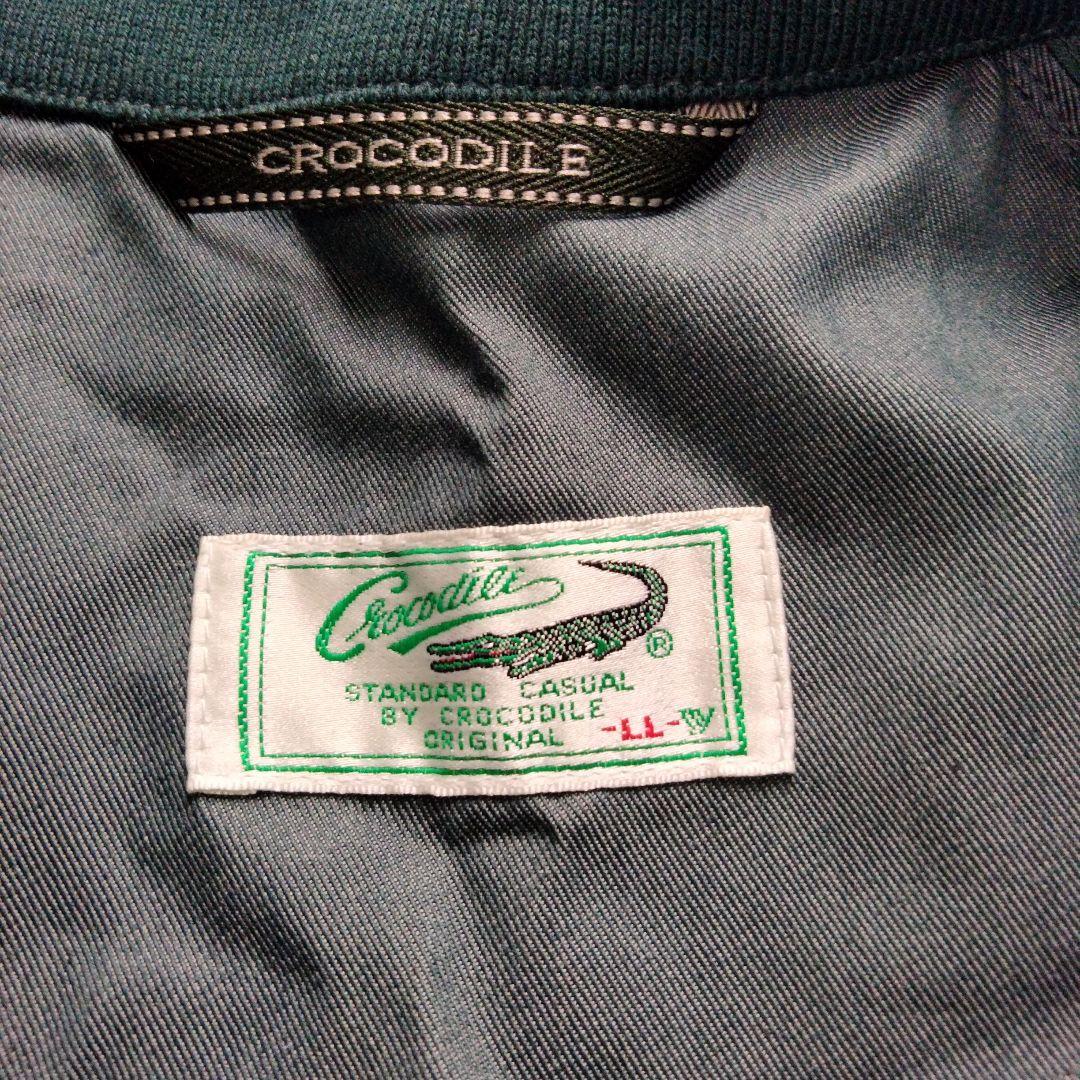 CROCODILE
Crocodile
®
STANDARD CASUAL
BY CROCODILE
ORIGINAL -LL-W